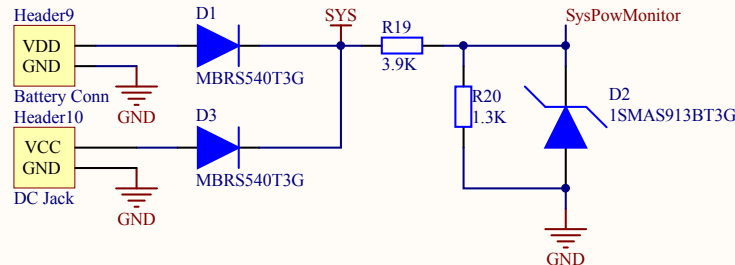 Header9
VDD
GND
Battery Conn
GND
D1
MBRS540T3G
SYS
R19
3.9K
SysPowMonitor
R20
1.3K
D2
1SMAS913BT3G
Header10
VCC
GND
DC Jack
GND
D3
MBRS540T3G
GND